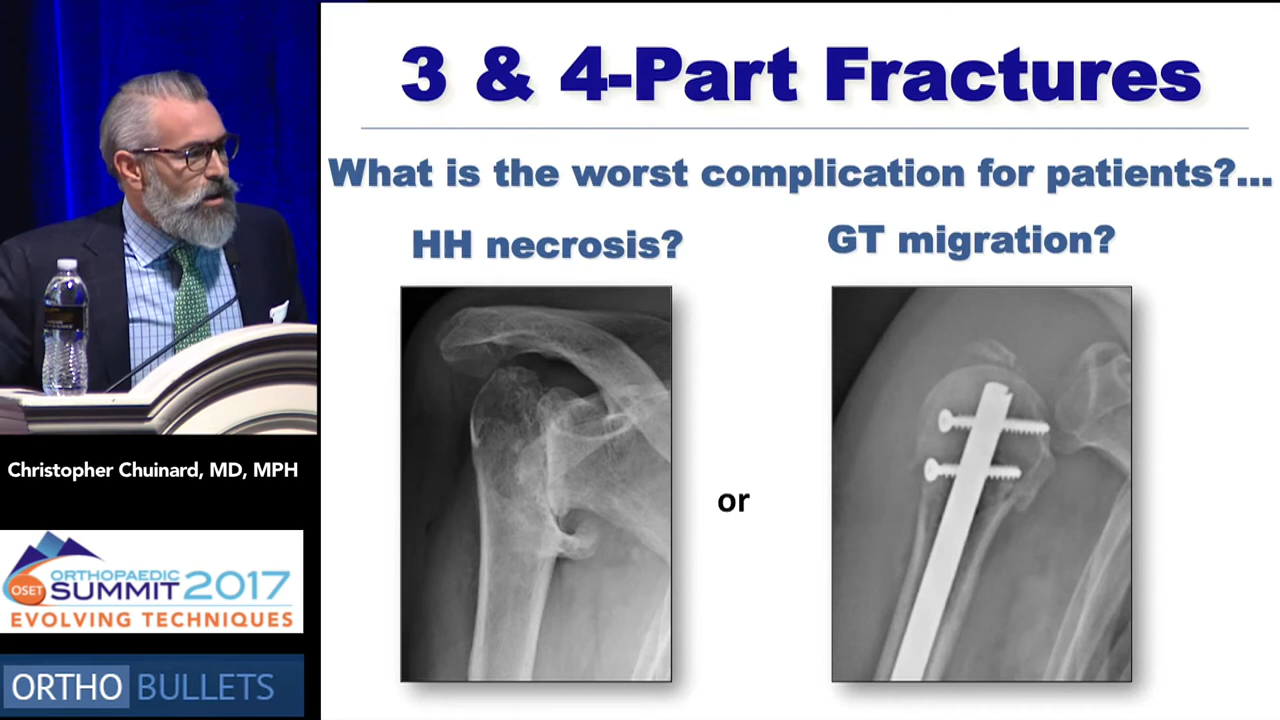 3 & 4-Part Fractures
What is the worst complication for patients?...
HH necrosis?
GT migration?
or
Christopher Chuinard, MD, MPH
OSET
ORTHOPAEDIC
SUMMIT 2017
EVOLVING TECHNIQUES
ORTHO BULLETS